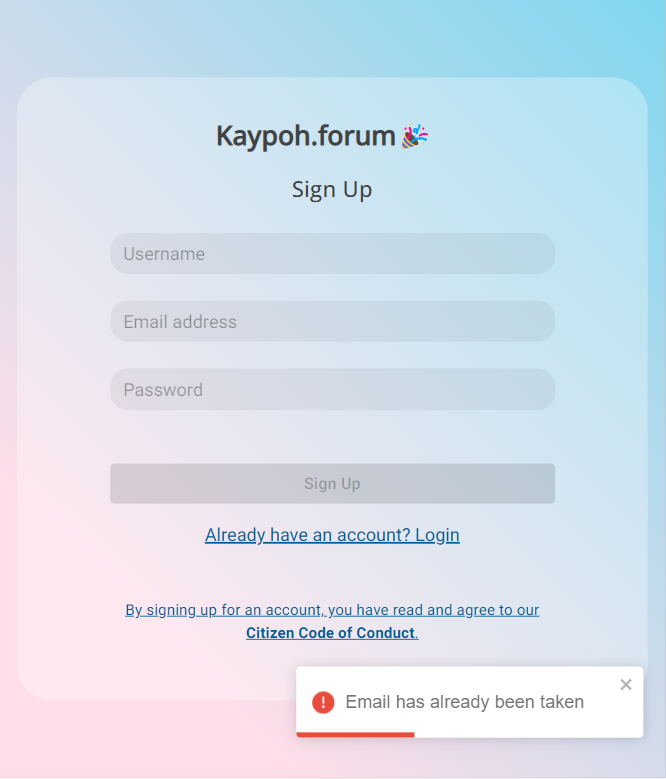 Kaypoh.forum
Sign Up
Username
Email address
Password
Sign Up
Already have an account? Login
By signing up for an account, you have read and agree to our
Citizen Code of Conduct.
Email has already been taken